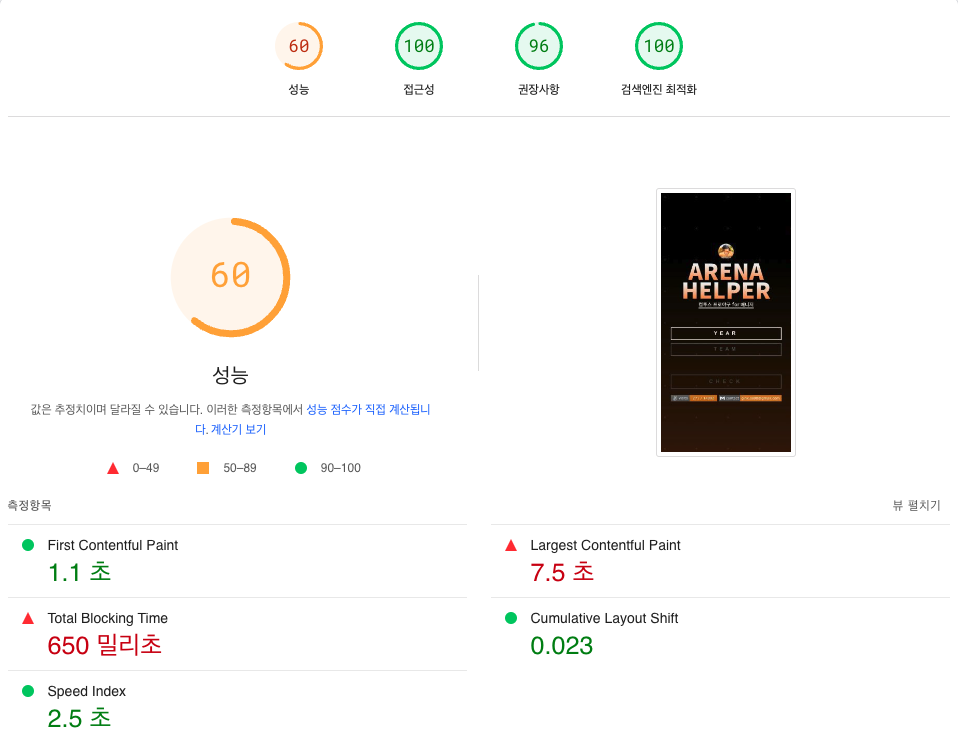 60
100
96
100
성능
접근성
권장사항
검색엔진 최적화
60
성능
값은 추정치이며 달라질 수 있습니다. 이러한 측정항목에서 성능 점수가 직접 계산됩니
다. 계산기 보기
0–49
50–89
90–100
ARENA
HELPER
YEAR
TEAM
CHECK
측정항목
뷰 펼치기
First Contentful Paint
1.1 초
Largest Contentful Paint
7.5 초
Total Blocking Time
650 밀리초
Cumulative Layout Shift
0.023
Speed Index
2.5 초